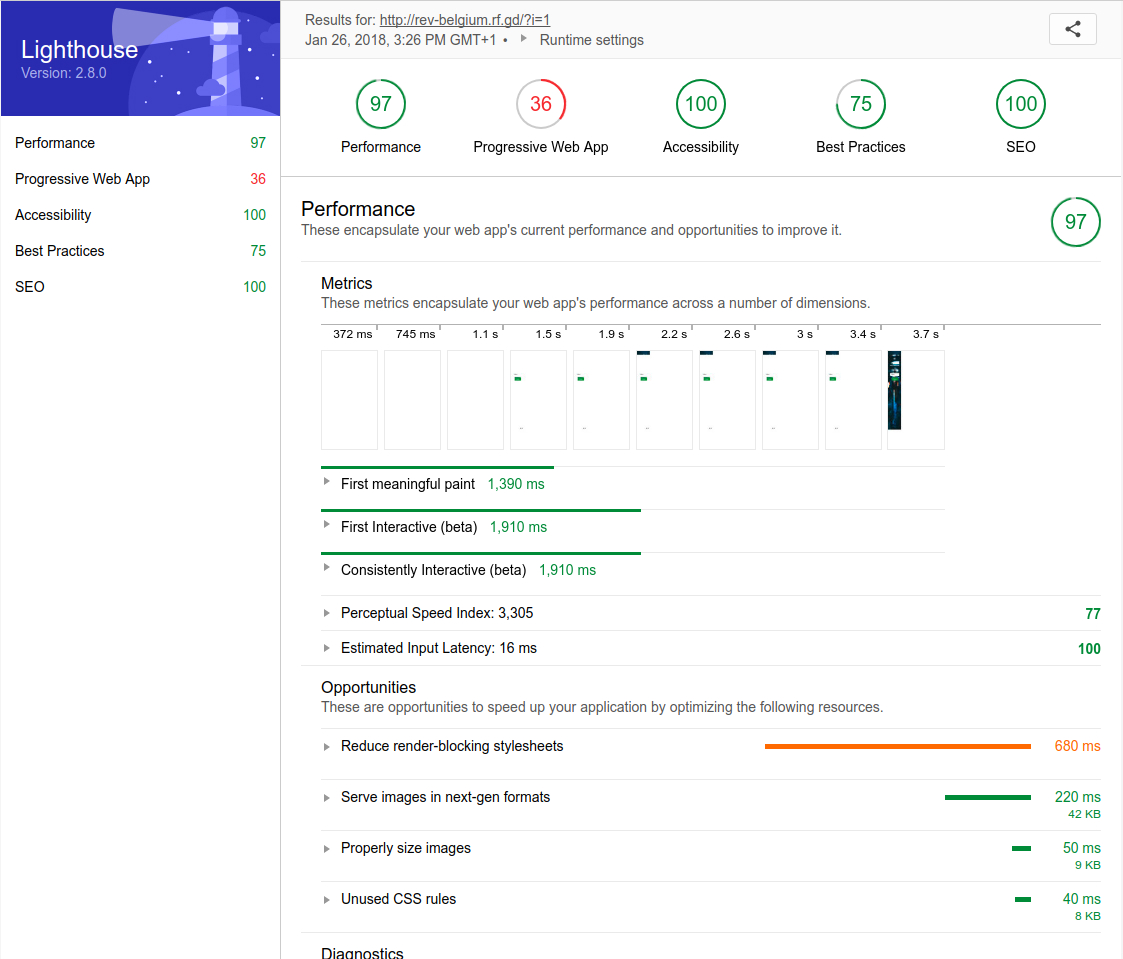 Lighthouse
Version: 2.8.0
Performance 97
Progressive Web App 36
Accessibility 100
Best Practices 75
SEO 100
Results for: http://rev-belgium.rf.gd/?i=1
Jan 26, 2018, 3:26 PM GMT+1 • Runtime settings
97 36 100 75 100
Performance Progressive Web App Accessibility Best Practices SEO
Performance
These encapsulate your web app's current performance and opportunities to improve it.
97
Metrics
These metrics encapsulate your web app's performance across a number of dimensions.
372 ms 745 ms 1.1 s 1.5 s 1.9 s 2.2 s 2.6 s 3 s 3.4 s 3.7 s
First meaningful paint 1,390 ms
First Interactive (beta) 1,910 ms
Consistently Interactive (beta) 1,910 ms
Perceptual Speed Index: 3,305 77
Estimated Input Latency: 16 ms 100
Opportunities
These are opportunities to speed up your application by optimizing the following resources.
Reduce render-blocking stylesheets 680 ms
Serve images in next-gen formats 220 ms
42 KB
Properly size images 50 ms
9 KB
Unused CSS rules 40 ms
8 KB
Diagnostics